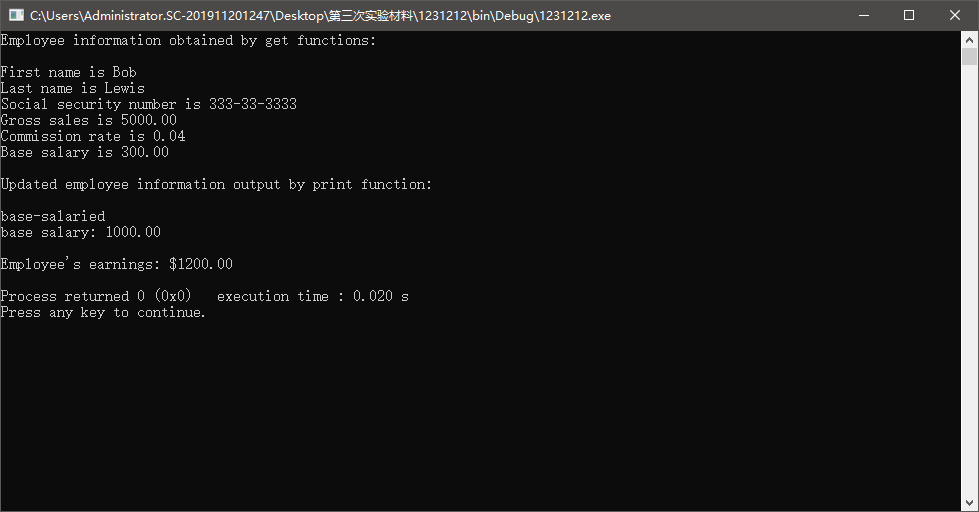 C:\Users\Administrator.SC-201911201247\Desktop\第三次实验材料\1231212\bin\Debug\1231212.exe
Employee information obtained by get functions:
First name is Bob
Last name is Lewis
Social security number is 333-33-3333
Gross sales is 5000.00
Commission rate is 0.04
Base salary is 300.00
Updated employee information output by print function:
base-salaried
base salary: 1000.00
Employee's earnings: $1200.00
Process returned 0 (0x0)   execution time : 0.020 s
Press any key to continue.